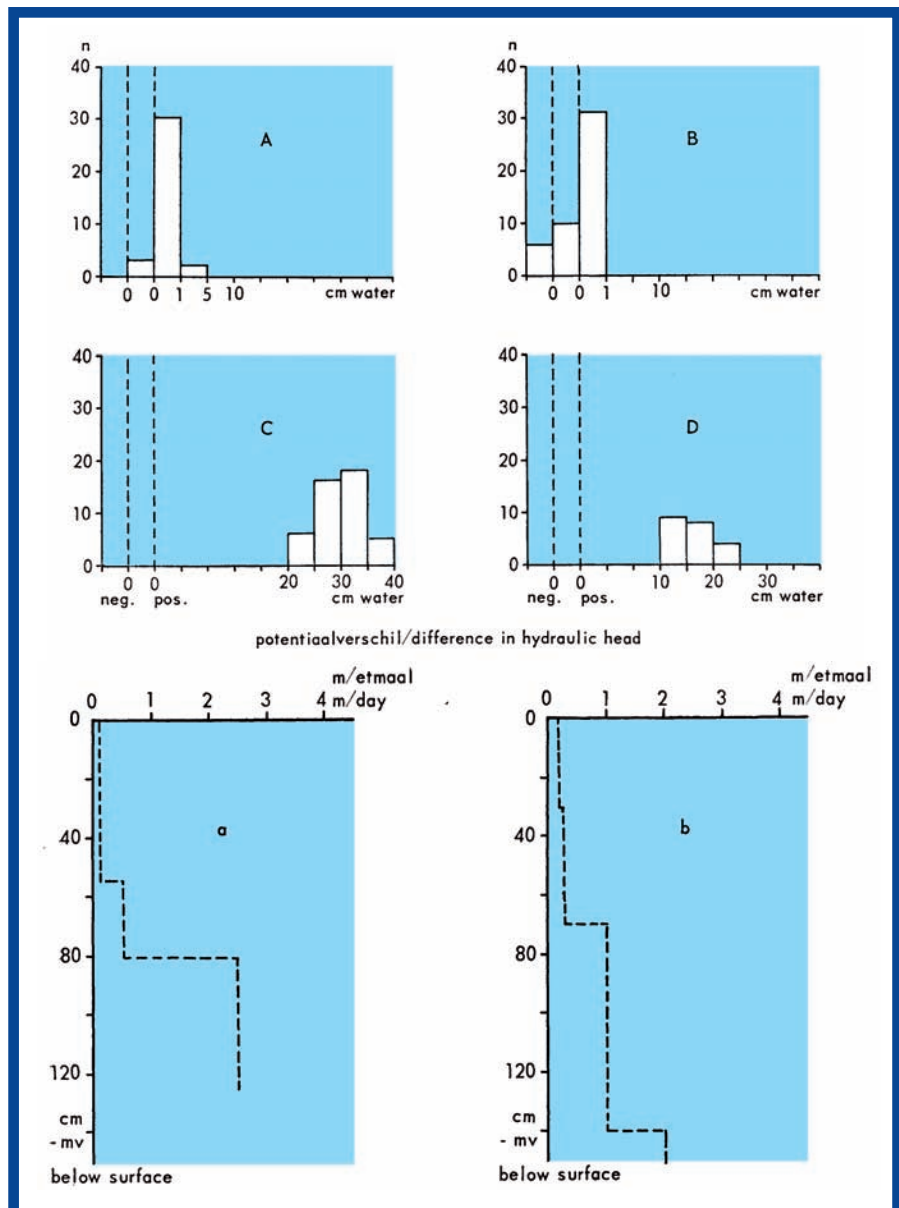 n
40
30
20
10
0
A
0 0 1 5 10 cm water
n
40
30
20
10
0
B
0 0 1 10 cm water
40
30
20
10
0
C
0 0 20 30 40
neg. pos. cm water
40
30
20
10
0
D
0 0 10 20 30
neg. pos. cm water
potentiaalverschil/difference in hydraulic head
m/etmaal
0 1 2 3 4 m/day
0
40
80
120
cm
- mv
a
below surface
m/etmaal
0 1 2 3 4 m/day
0
40
80
120
cm
- mv
b
below surface